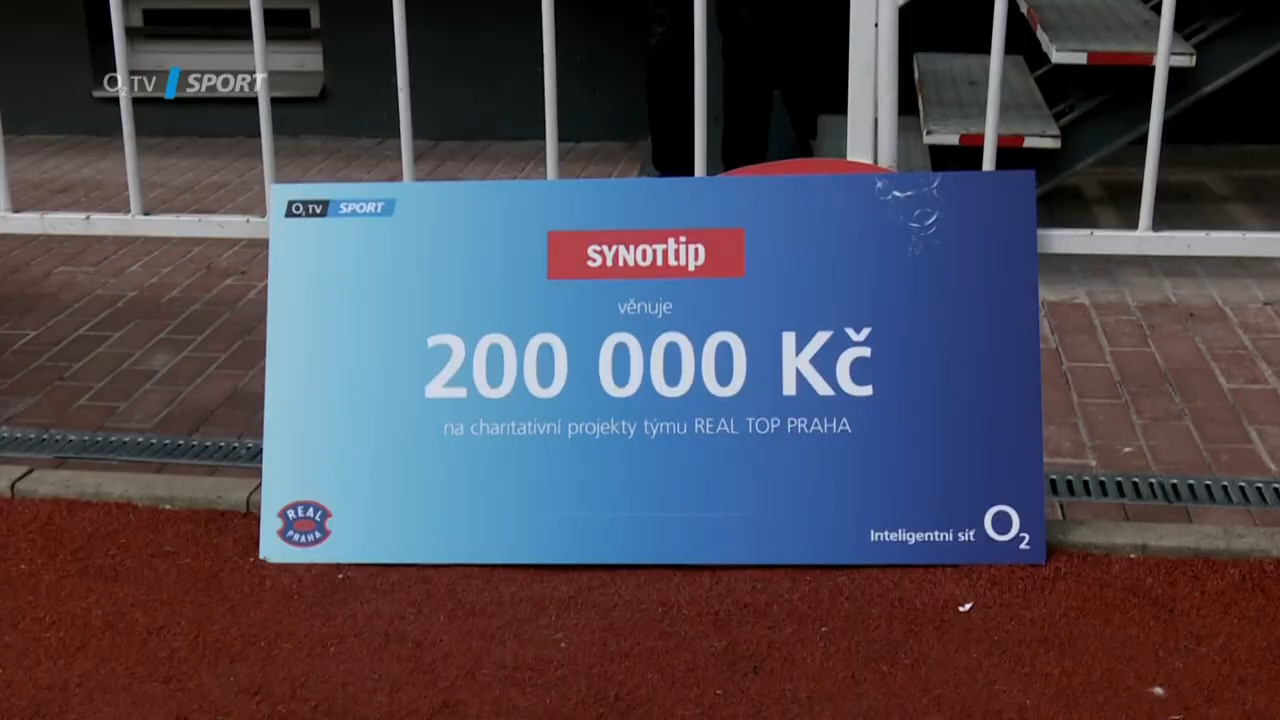 O2 TV SPORT
O2 TV SPORT
SYNOTtip
věnuje
200 000 Kč
na charitativní projekty týmu REAL TOP PRAHA
REAL
PRAHA
Inteligentní síť O2